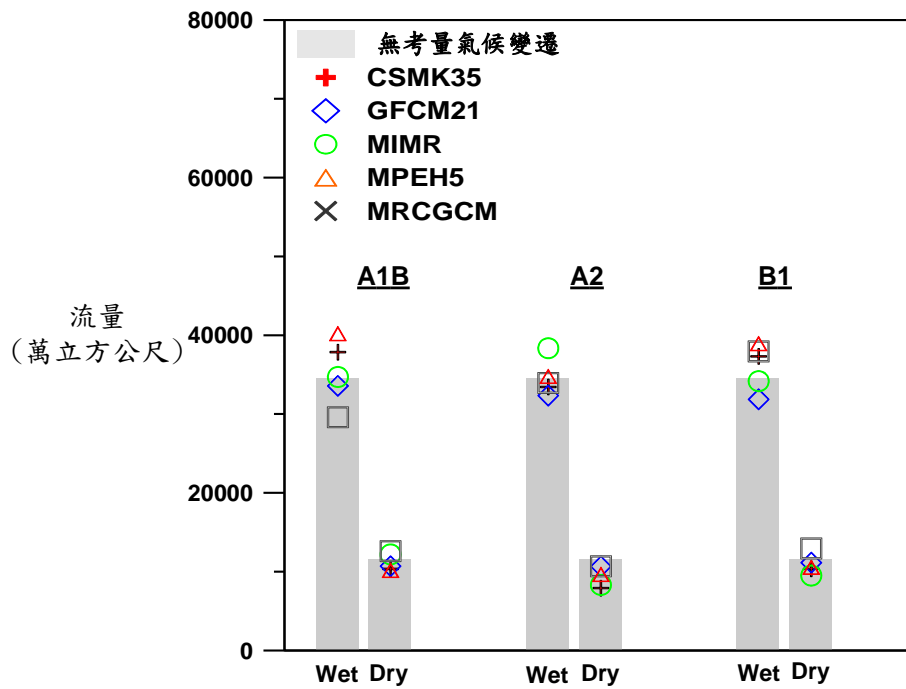 80000
無考量氣候變遷
CSMK35
GFCM21
MIMR
MPEH5
MRCGCM
60000
A1B A2 B1
流量
（萬立方公尺）
40000
20000
0
Wet Dry Wet Dry Wet Dry